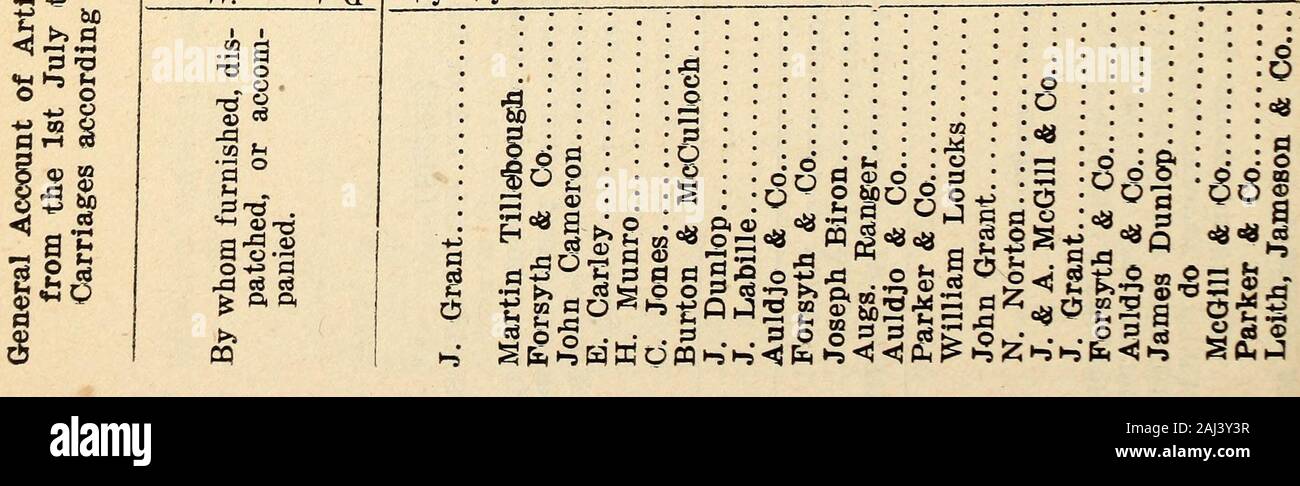 General Account of Arti
from the 1st July t
Carriages according
By whom furnished, dis-
patched, or accom-
panied.
J. Grant
Martin Tillebough
Forsyth & Co
John Cameron
E. Carley
H. Munro
C. Jones
Burton & McCulloch
J. Dunlop
J. Labille
Auldjo & Co
Forsyth & Co
Joseph Biron
Augs. Ranger
Auldjo & Co
Parker & Co
William Loucks
John Grant
N. Norton
J. & A. McGill & Co
J. Grant
Forsyth & Co
Auldjo & Co
James Dunlop
do
McGill & Co
Parker & Co
Leith, Jameson & Co
alamy
Image ID: 2AJ3Y3R
www.alamy.com